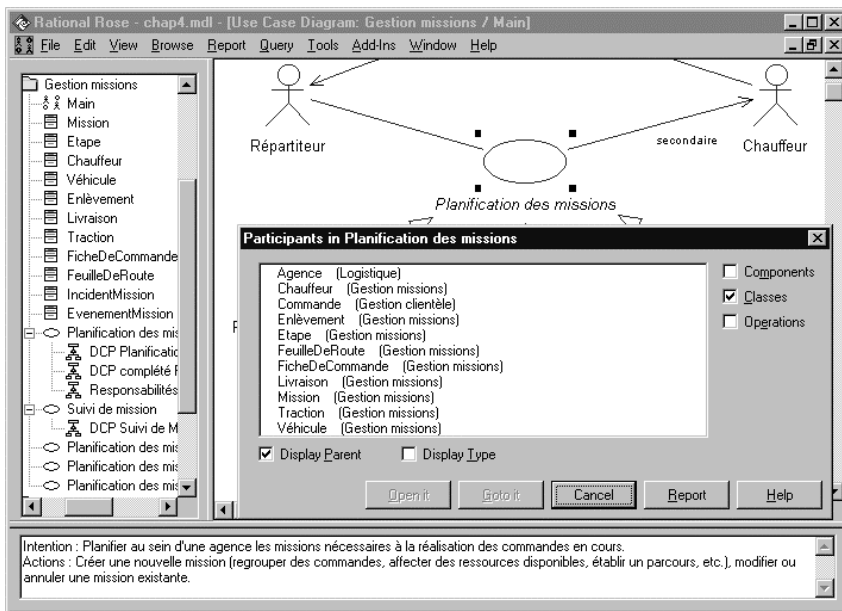 Rational Rose - chap4.mdl - [Use Case Diagram: Gestion missions / Main]
File Edit View Browse Report Query Tools Add-Ins Window Help
Gestion missions
Main
Mission
Etape
Chauffeur
Véhicule
Enlèvement
Livraison
Traction
FicheDeCommande
FeuilleDeRoute
IncidentMission
EvenementMission
Planification des mis
DCP Planificatic
DCP complété F
Responsabilités
Suivi de mission
DCP Suivi de M
Planification des mis
Planification des mis
Planification des mis
Répartiteur
secondaire
Chauffeur
Planification des missions
Participants in Planification des missions
Agence (Logistique)
Chauffeur (Gestion missions)
Commande (Gestion clientèle)
Enlèvement (Gestion missions)
Etape (Gestion missions)
FeuilleDeRoute (Gestion missions)
FicheDeCommande (Gestion missions)
Livraison (Gestion missions)
Mission (Gestion missions)
Traction (Gestion missions)
Véhicule (Gestion missions)
Components
Classes
Operations
Display Parent Display Type
Open it Goto it Cancel Report Help
Intention : Planifier au sein d'une agence les missions nécessaires à la réalisation des commandes en cours.
Actions : Créer une nouvelle mission (regrouper des commandes, affecter des ressources disponibles, établir un parcours, etc.), modifier ou
annuler une mission existante.